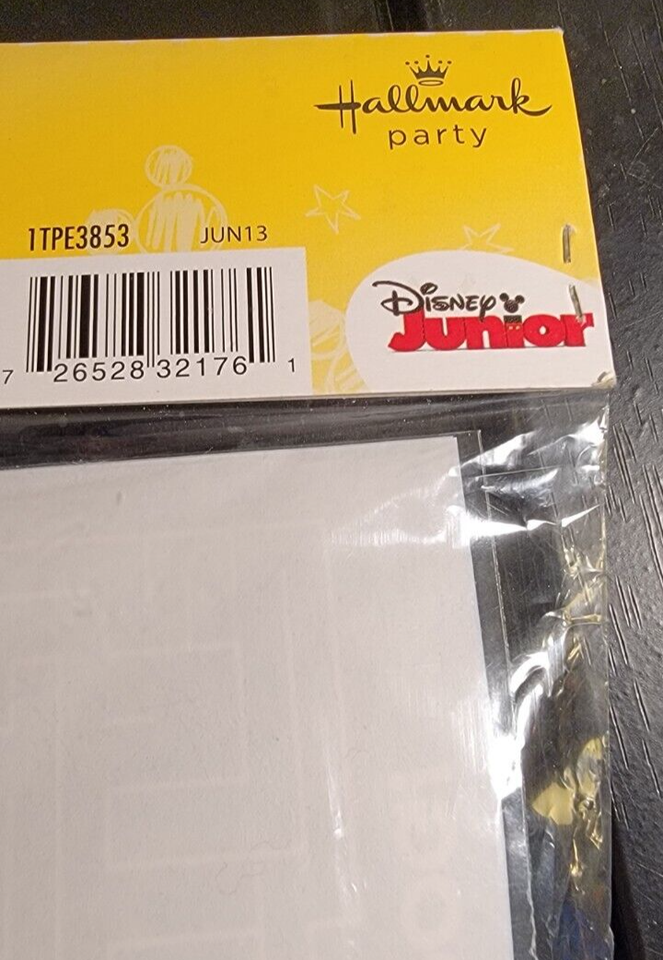 Hallmark
party
1TPE3853 JUN13
Disney
Junior
7 26528 32176 1